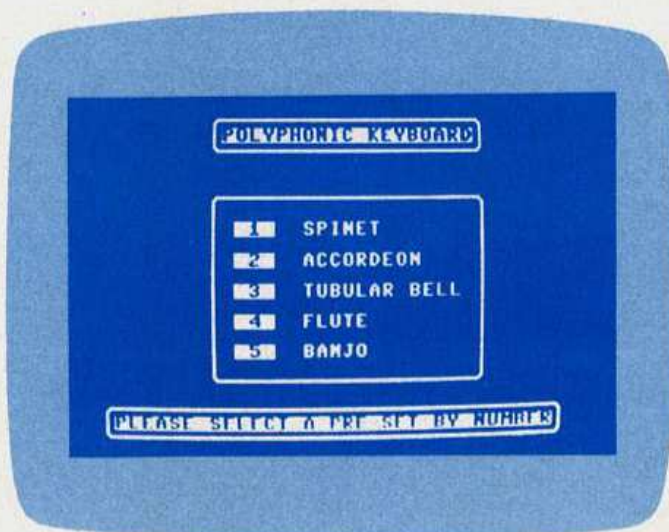 POLYPHONIC KEYBOARD
1 SPINET
2 ACCORDEON
3 TUBULAR BELL
4 FLUTE
5 BANJO
PLEASE SELECT A PRE SET BY NUMBER